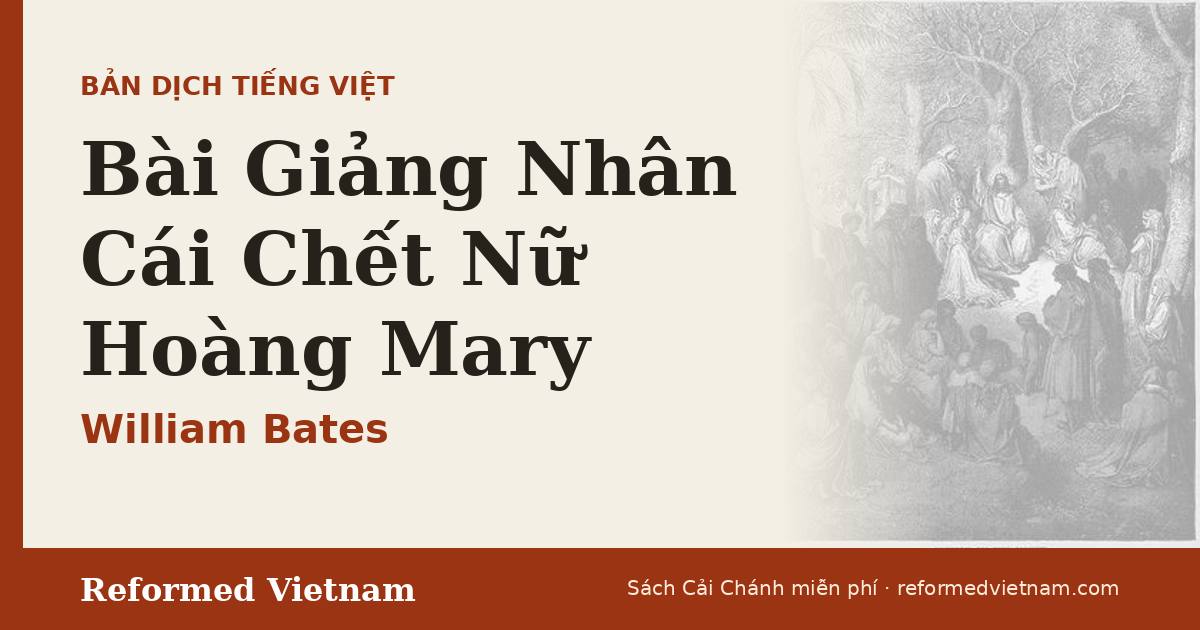 BẢN DỊCH TIẾNG VIỆT
Bài Giảng Nhân
Cái Chết Nữ
Hoàng Mary
William Bates
Reformed Vietnam
Sách Cải Chánh miễn phí · reformedvietnam.com